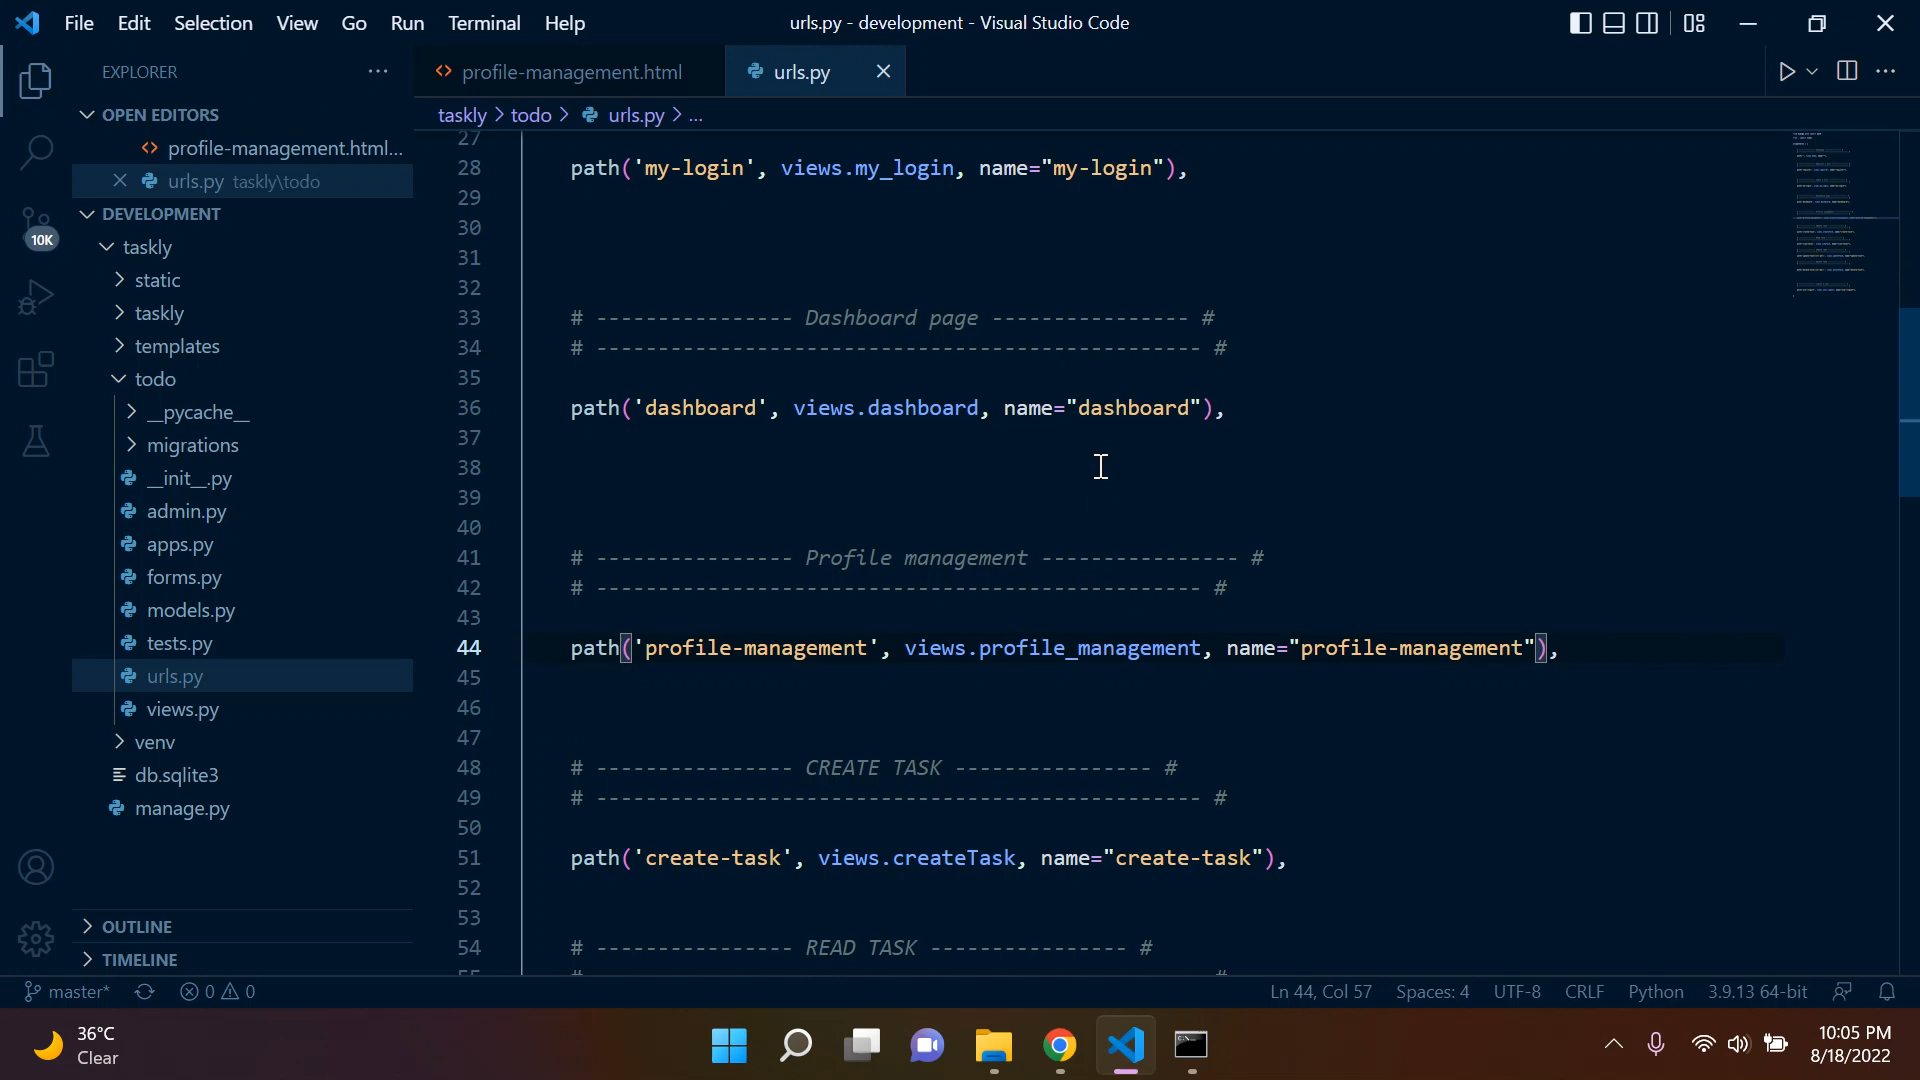 File Edit Selection View Go Run Terminal Help
urls.py - development - Visual Studio Code
EXPLORER
profile-management.html
urls.py
OPEN EDITORS
profile-management.html...
urls.py taskly\todo
DEVELOPMENT
taskly
static
taskly
templates
todo
__pycache__
migrations
__init__.py
admin.py
apps.py
forms.py
models.py
tests.py
urls.py
views.py
venv
db.sqlite3
manage.py
OUTLINE
TIMELINE
10K
taskly > todo > urls.py > ...
27
28 path('my-login', views.my_login, name="my-login"),
29
30
31
32
33 # ---------------- Dashboard page ---------------- #
34 # ------------------------------------------------- #
35
36 path('dashboard', views.dashboard, name="dashboard"),
37
38
39
40
41 # ---------------- Profile management ---------------- #
42 # ------------------------------------------------- #
43
44 path('profile-management', views.profile_management, name="profile-management"),
45
46
47
48 # ---------------- CREATE TASK ---------------- #
49 # ------------------------------------------------- #
50
51 path('create-task', views.createTask, name="create-task"),
52
53
54 # ---------------- READ TASK ---------------- #
master* 0 0
Ln 44, Col 57 Spaces: 4 UTF-8 CRLF Python 3.9.13 64-bit
36°C
Clear
10:05 PM
8/18/2022